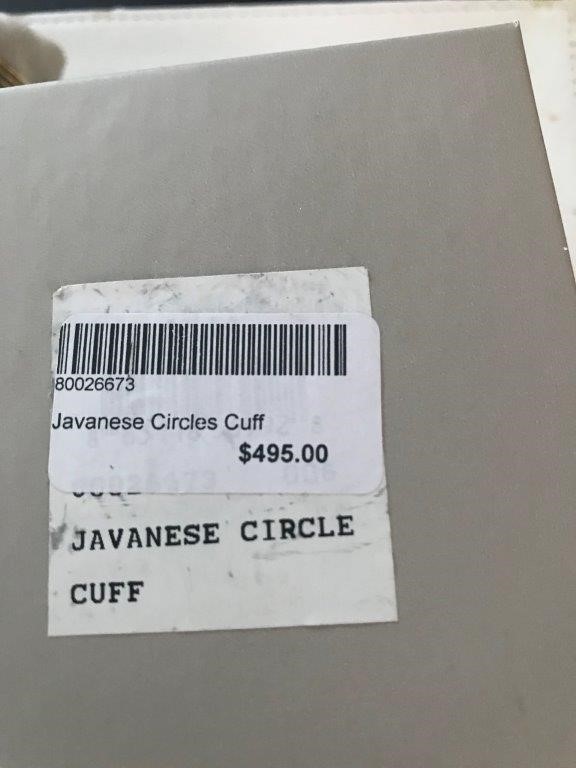 80026673
Javanese Circles Cuff
$495.00
JAVANESE CIRCLE
CUFF